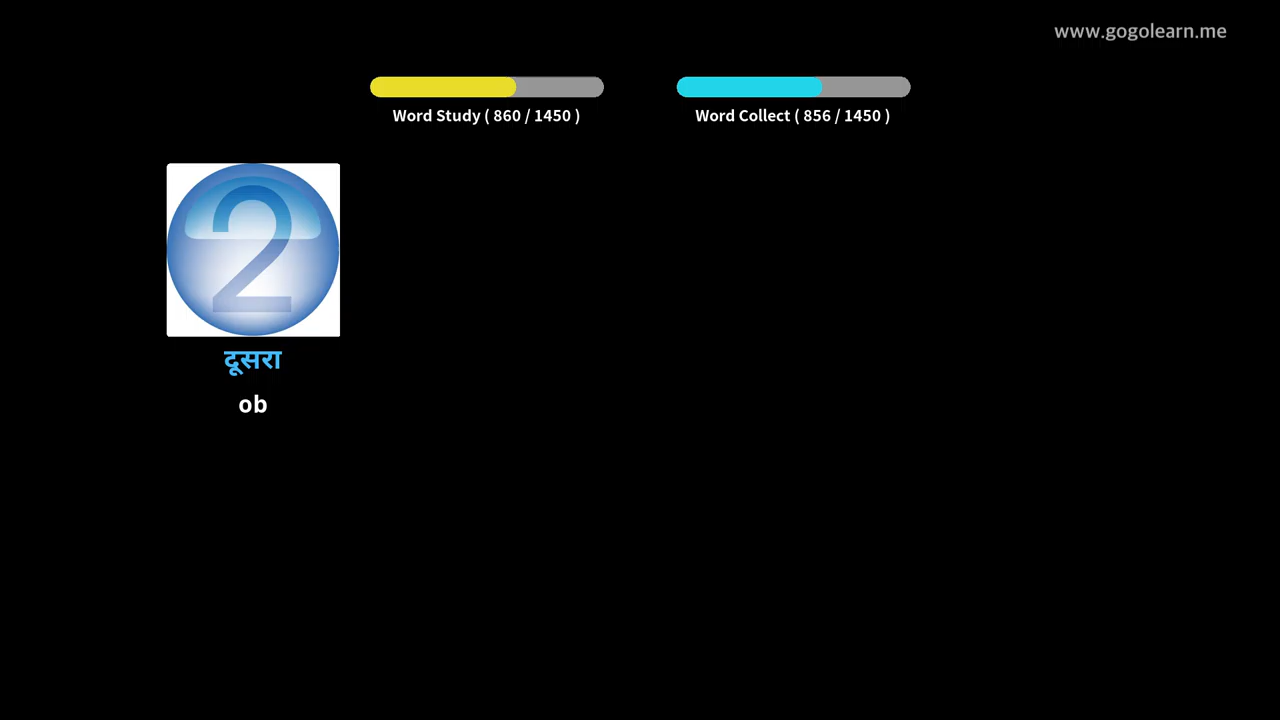 www.gogolearn.me
Word Study ( 860 / 1450 )
Word Collect ( 856 / 1450 )
2
दूसरा
ob